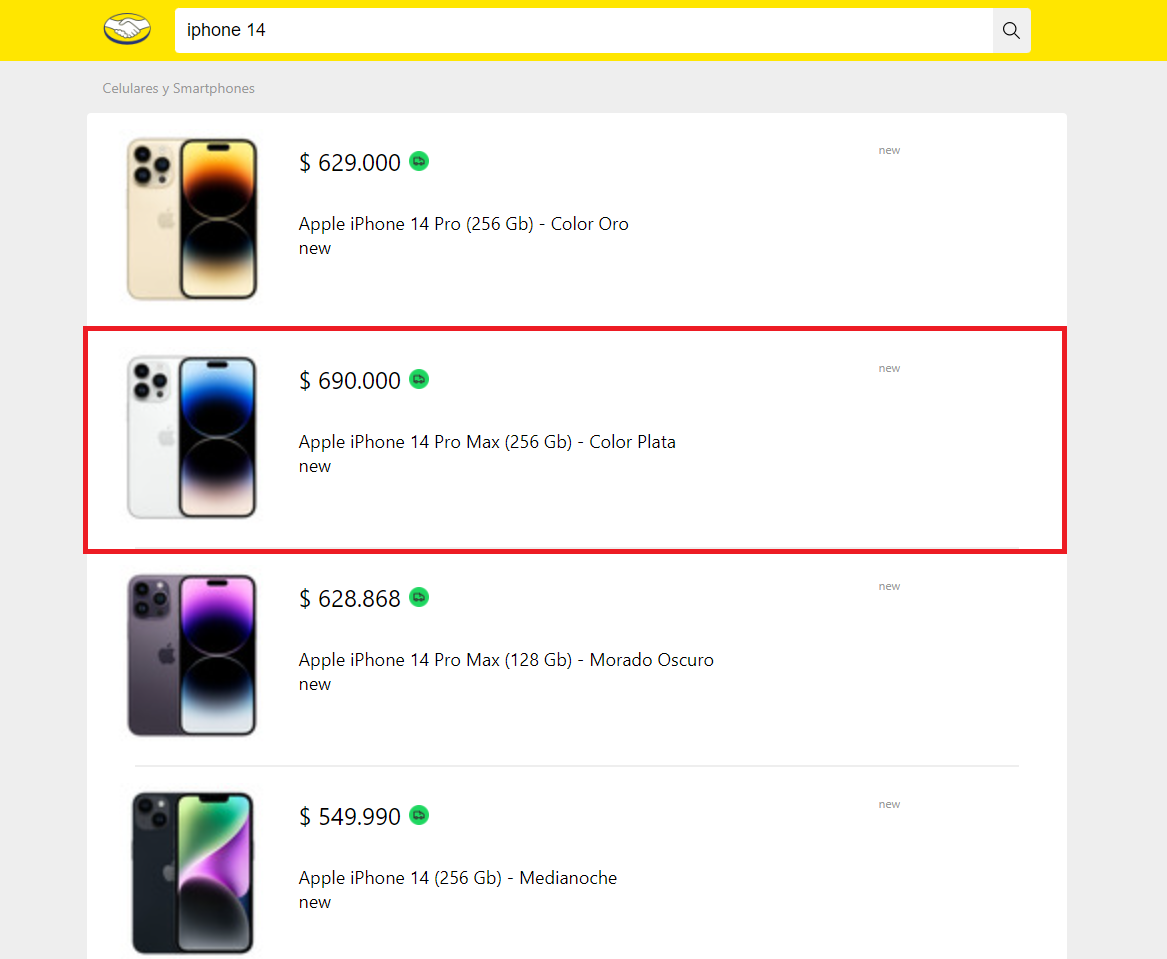 iphone 14
Celulares y Smartphones
$ 629.000
new
Apple iPhone 14 Pro (256 Gb) - Color Oro
new
$ 690.000
new
Apple iPhone 14 Pro Max (256 Gb) - Color Plata
new
$ 628.868
new
Apple iPhone 14 Pro Max (128 Gb) - Morado Oscuro
new
$ 549.990
new
Apple iPhone 14 (256 Gb) - Medianoche
new